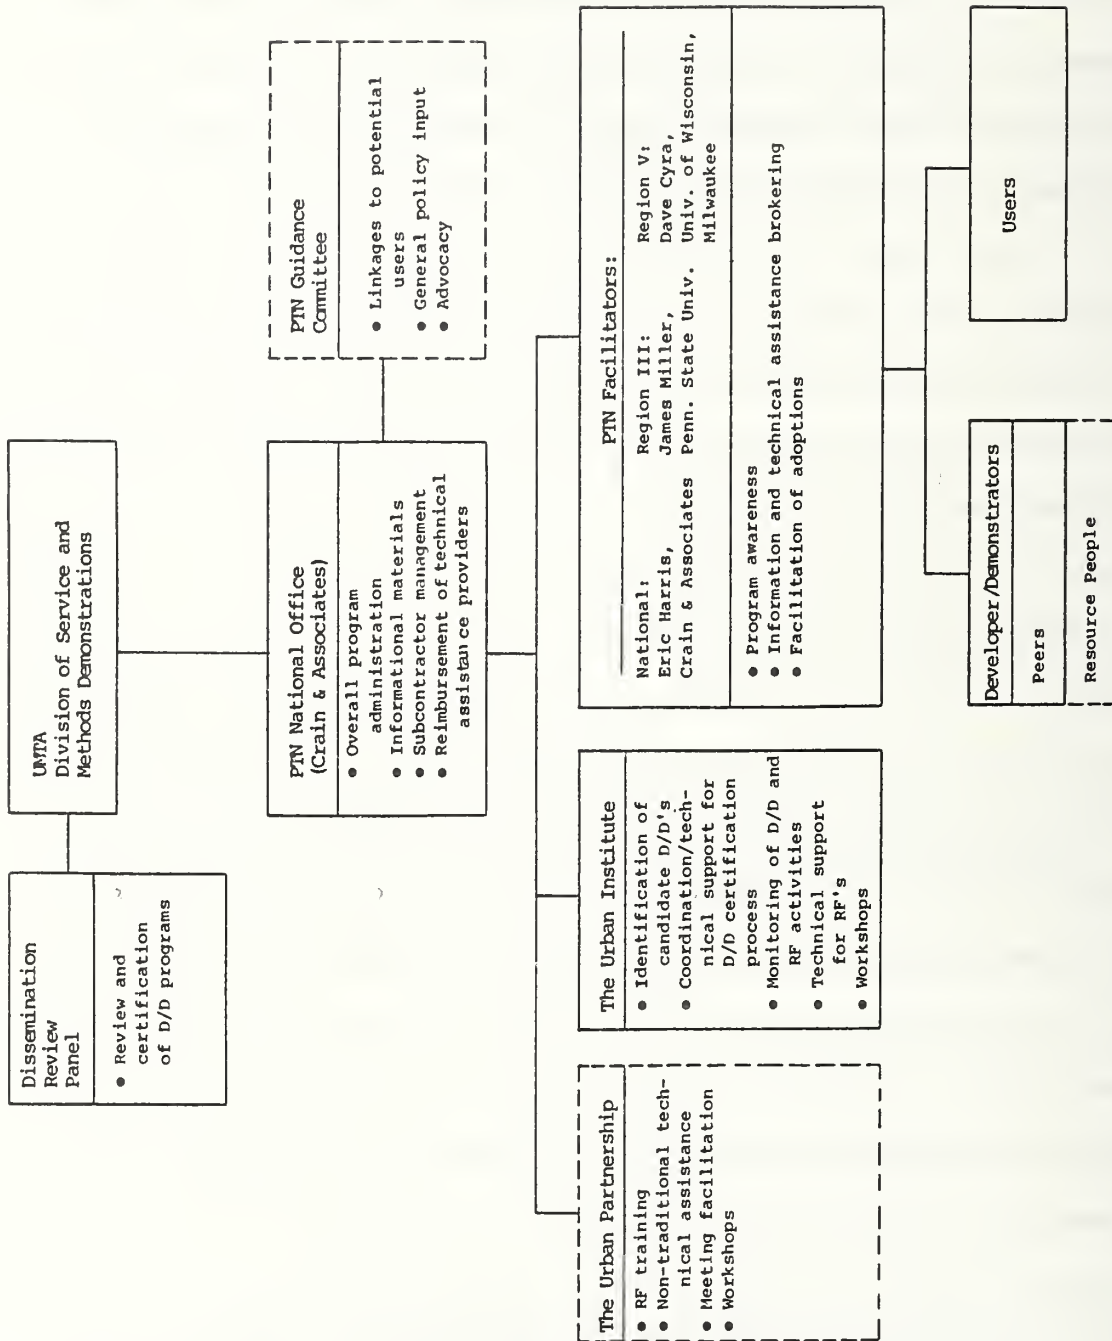 UMTA
Division of Service and
Methods Demonstrations
Dissemination
Review
Panel
● Review and
certification
of D/D programs
PTN National Office
(Crain & Associates)
● Overall program
administration
● Informational materials
● Subcontractor management
● Reimbursement of technical
assistance providers
PTN Guidance
Committee
● Linkages to potential
users
● General policy input
● Advocacy
The Urban Partnership
● RF training
● Non-traditional tech-
nical assistance
● Meeting facilitation
● Workshops
The Urban Institute
● Identification of
candidate D/D's
● Coordination/tech-
nical support for
D/D certification
process
● Monitoring of D/D and
RF activities
● Technical support
for RF's
● Workshops
PTN Facilitators:
National:
Eric Harris,
Crain & Associates
Region III:
James Miller,
Penn. State Univ.
Region V:
Dave Cyra,
Univ. of Wisconsin,
Milwaukee
● Program awareness
● Information and technical assistance brokering
● Facilitation of adoptions
Developer/Demonstrators
Peers
Resource People
Users